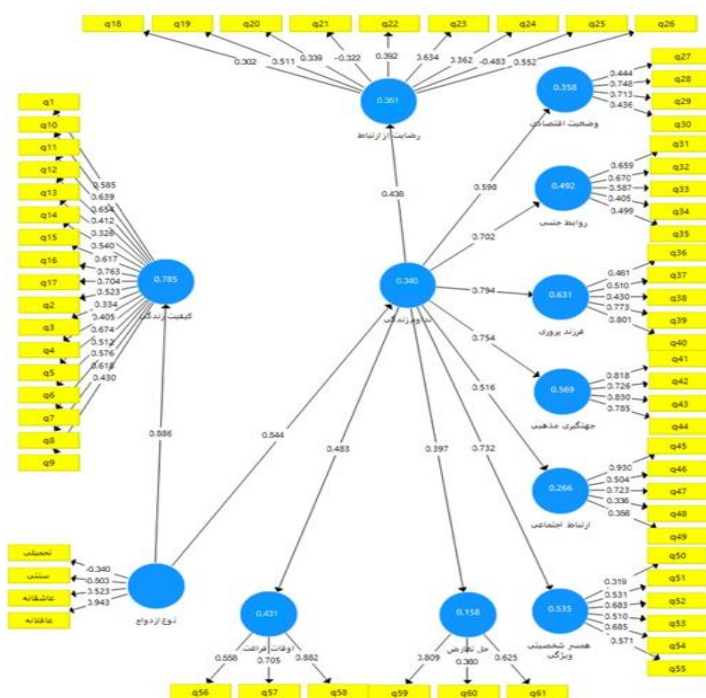 q18 q19 q20 q21 q22 q23 q24 q25 q26
0.302 0.511 0.339 -0.322 0.392 0.634 0.362 -0.483 0.552
0.351
رضایت از ارتباط
q27
q28
q29
q30
0.444
0.748
0.713
0.436
0.358
وضعیت اقتصادی
q31
q32
q33
q34
q35
0.659
0.670
0.587
0.405
0.499
0.492
روابط جنسی
q36
q37
q38
q39
q40
0.461
0.510
0.430
0.773
0.801
0.631
فرزند پروری
q41
q42
q43
q44
0.818
0.726
0.830
0.785
0.569
جهتگیری مذهبی
q45
q46
q47
q48
q49
0.930
0.504
0.723
0.336
0.356
0.266
ارتباط اجتماعی
q50
q51
q52
q53
q54
q55
0.319
0.531
0.683
0.510
0.685
0.571
0.535
همسر شخصیتی
ویژگی
q1
q10
q11
q12
q13
q14
q15
q16
q17
q2
q3
q4
q5
q6
q7
q8
q9
0.585
0.639
0.654
0.412
0.326
0.540
0.617
0.763
0.704
0.523
0.334
0.405
0.674
0.512
0.576
0.618
0.430
0.785
کیفیت زندگی
0.340
تداوم زندگی
0.438
0.598
0.702
0.794
0.754
0.516
0.732
0.397
0.483
0.544
0.886
تحمیلی
سنتی
عاشقانه
عاقلانه
-0.340
0.503
0.523
0.943
نوع ازدواج
0.431
اوقات فراغت
0.558 0.705 0.882
q56 q57 q58
0.158
حل تعارض
0.809 0.360 0.625
q59 q60 q61